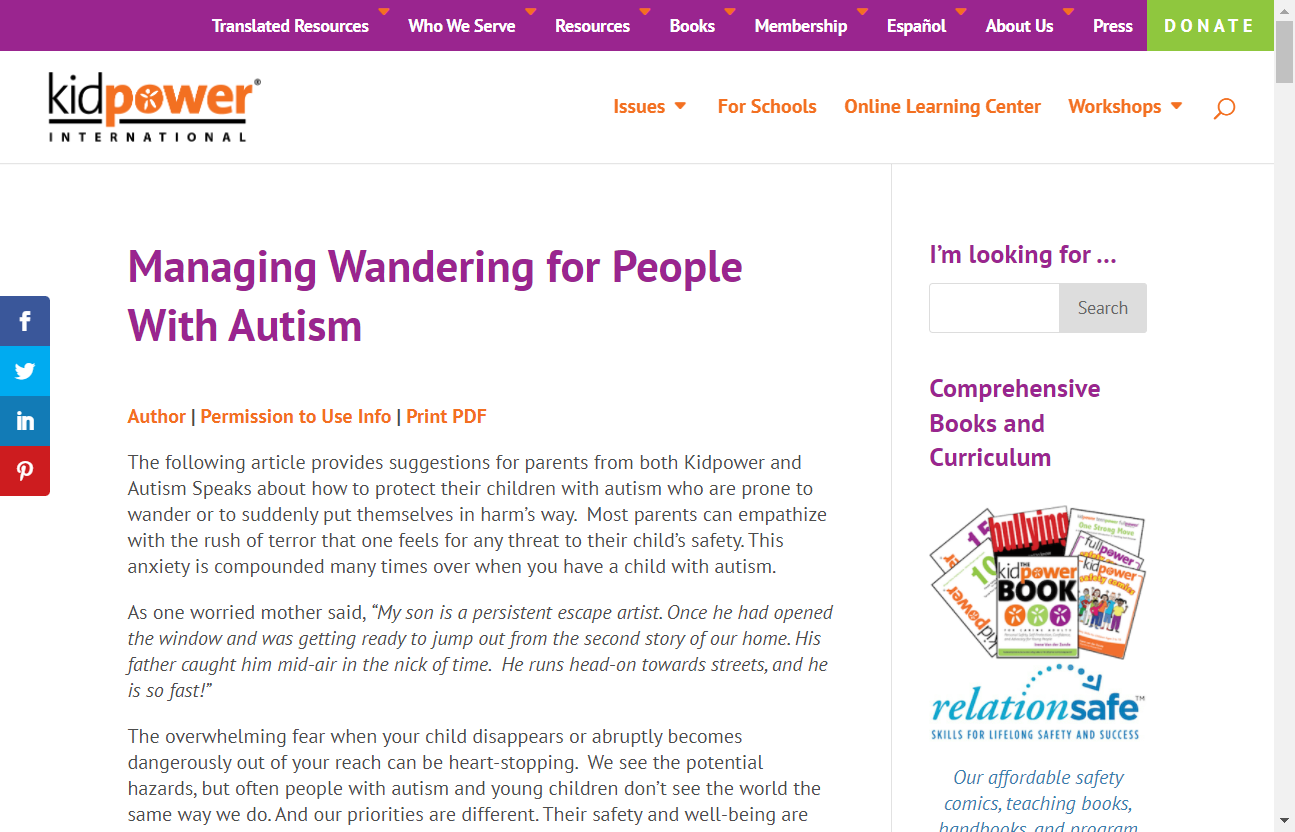 Translated Resources Who We Serve Resources Books Membership Español About Us Press DONATE
kidpower®
INTERNATIONAL
Issues For Schools Online Learning Center Workshops
Managing Wandering for People
With Autism
Author | Permission to Use Info | Print PDF
The following article provides suggestions for parents from both Kidpower and
Autism Speaks about how to protect their children with autism who are prone to
wander or to suddenly put themselves in harm’s way.  Most parents can empathize
with the rush of terror that one feels for any threat to their child’s safety. This
anxiety is compounded many times over when you have a child with autism.
As one worried mother said, “My son is a persistent escape artist. Once he had opened
the window and was getting ready to jump out from the second story of our home. His
father caught him mid-air in the nick of time.  He runs head-on towards streets, and he
is so fast!”
The overwhelming fear when your child disappears or abruptly becomes
dangerously out of your reach can be heart-stopping.  We see the potential
hazards, but often people with autism and young children don’t see the world the
same way we do. And our priorities are different. Their safety and well-being are
I’m looking for …
Search
Comprehensive
Books and
Curriculum
bullying
One Strong Move
fullpower
15
10
THE
kidpower
BOOK
kidpower
safety comics
kidpower
relationsafe™
SKILLS FOR LIFELONG SAFETY AND SUCCESS
Our affordable safety
comics, teaching books,
handbooks, and program